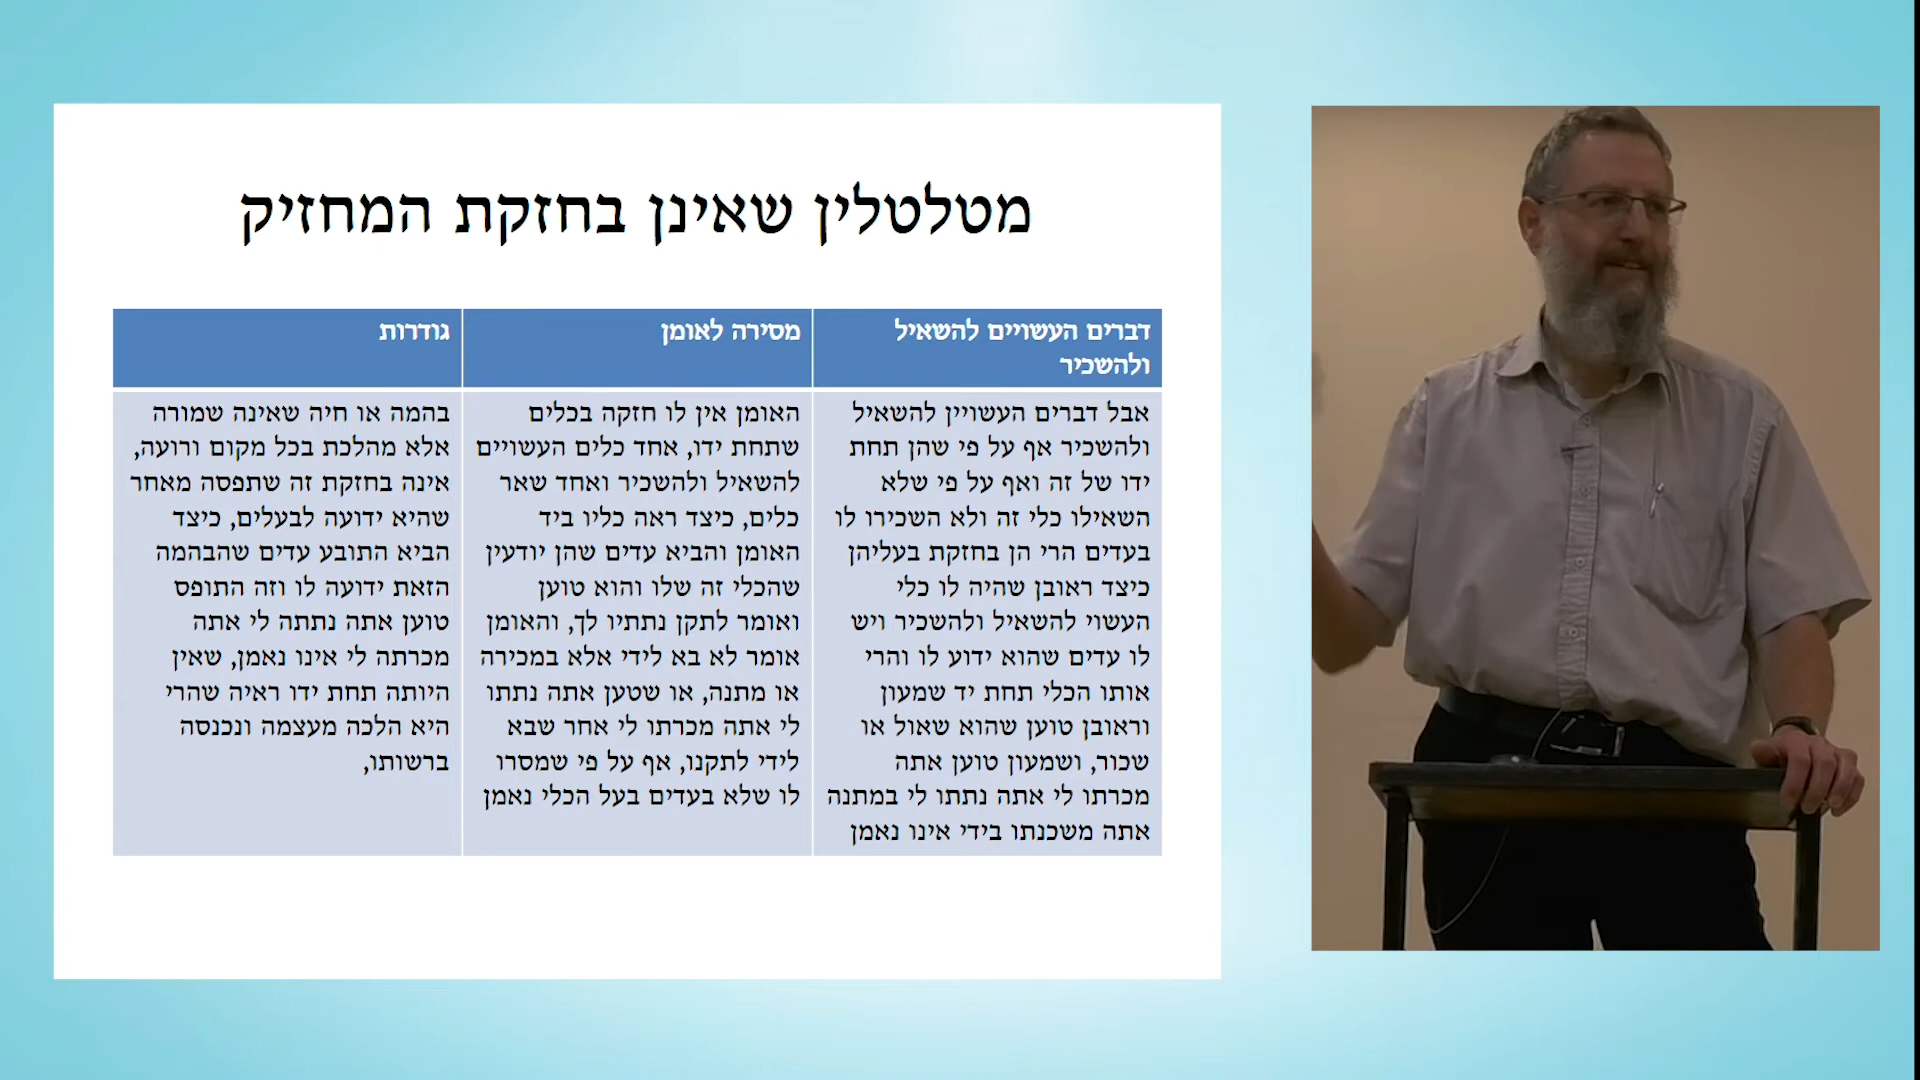 מטלטלין שאינן בחזקת המחזיק
דברים העשויים להשאיל
ולהשכיר
אבל דברים העשויין להשאיל
ולהשכיר אף על פי שהן תחת
ידו של זה ואף על פי שלא
השאילו כלי זה ולא השכירו לו
בעדים הרי הן בחזקת בעליהן
כיצד ראובן שהיה לו כלי
העשוי להשאיל ולהשכיר ויש
לו עדים שהוא ידוע לו והרי
אותו הכלי תחת יד שמעון
וראובן טוען שהוא שאול או
שכור, ושמעון טוען אתה
מכרתו לי אתה נתתו לי במתנה
אתה משכנתו בידי אינו נאמן
מסירה לאומן
האומן אין לו חזקה בכלים
שתחת ידו, אחד כלים העשויים
להשאיל ולהשכיר ואחד שאר
כלים, כיצד ראה כליו ביד
האומן והביא עדים שהן יודעין
שהכלי זה שלו והוא טוען
ואומר לתקן נתתיו לך, והאומן
אומר לא בא לידי אלא במכירה
או מתנה, או שטען אתה נתתו
לי אתה מכרתו לי אחר שבא
לידי לתקנו, אף על פי שמסרו
לו שלא בעדים בעל הכלי נאמן
גודרות
בהמה או חיה שאינה שמורה
אלא מהלכת בכל מקום ורועה,
אינה בחזקת זה שתפסה מאחר
שהיא ידועה לבעלים, כיצד
הביא התובע עדים שהבהמה
הזאת ידועה לו וזה התופס
טוען אתה נתתה לי אתה
מכרתה לי אינו נאמן, שאין
היותה תחת ידו ראיה שהרי
היא הלכה מעצמה ונכנסה
ברשותו,